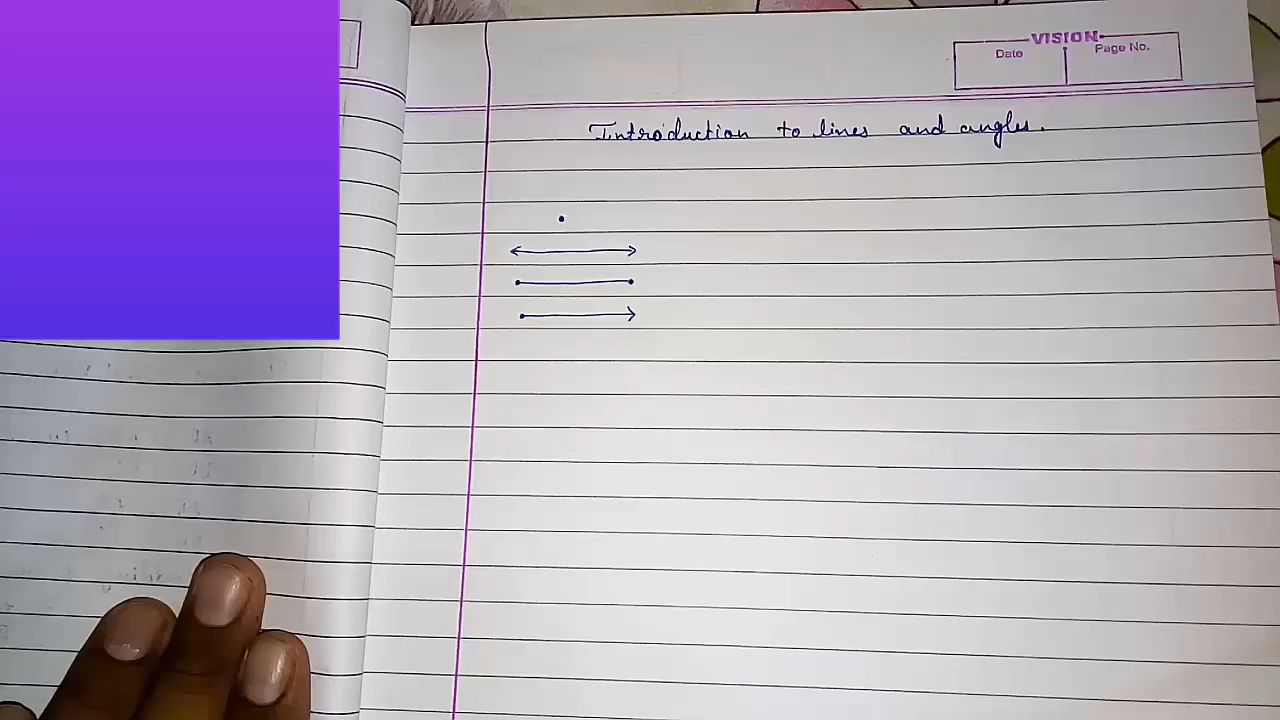 VISION
Date Page No.
Introduction to lines and angles.